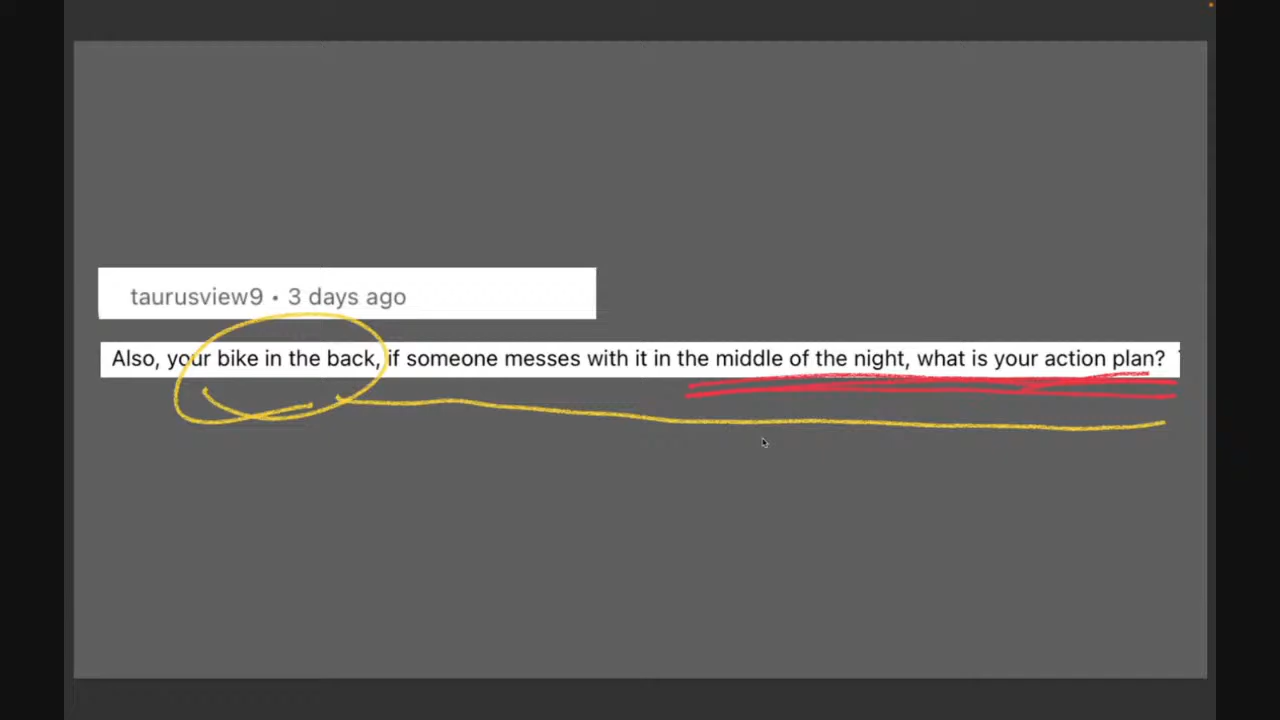 taurusview9 • 3 days ago
Also, your bike in the back, if someone messes with it in the middle of the night, what is your action plan?